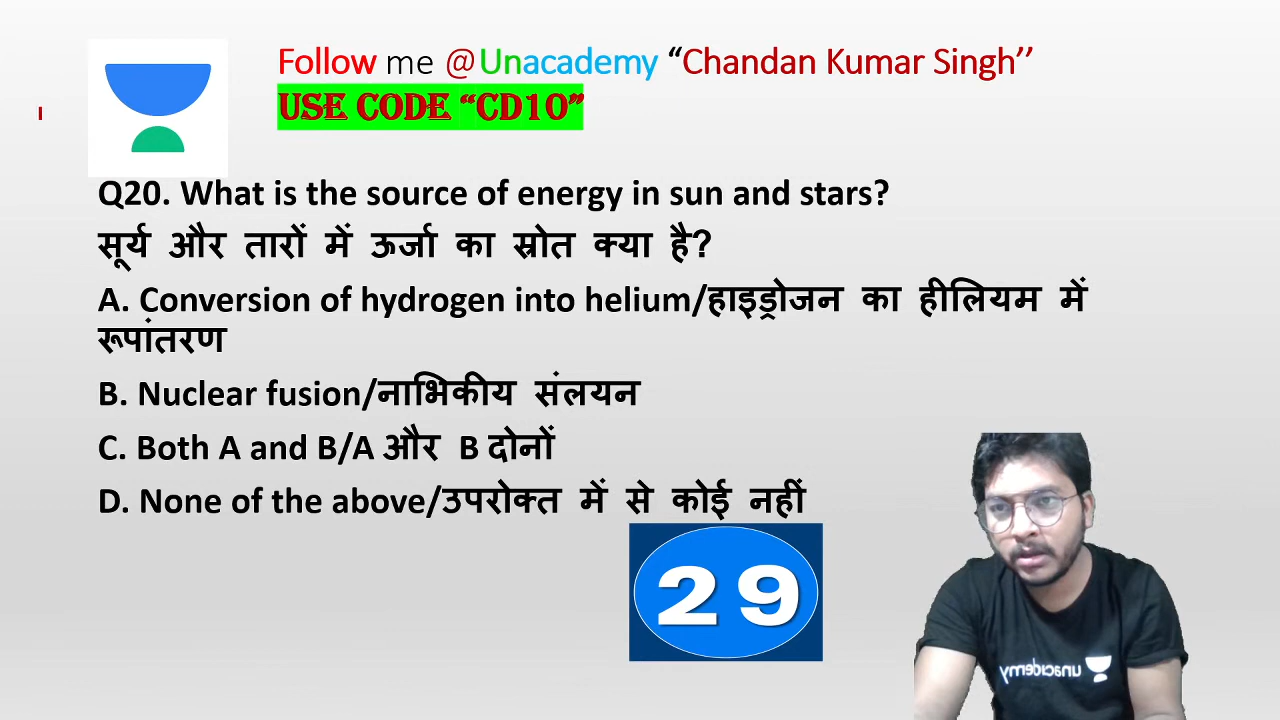 Follow me @Unacademy “Chandan Kumar Singh’’
USE CODE “CD10”
Q20. What is the source of energy in sun and stars?
सूर्य और तारों में ऊर्जा का स्रोत क्या है?
A. Conversion of hydrogen into helium/हाइड्रोजन का हीलियम में
रूपांतरण
B. Nuclear fusion/नाभिकीय संलयन
C. Both A and B/A और B दोनों
D. None of the above/उपरोक्त में से कोई नहीं
29
unacademy